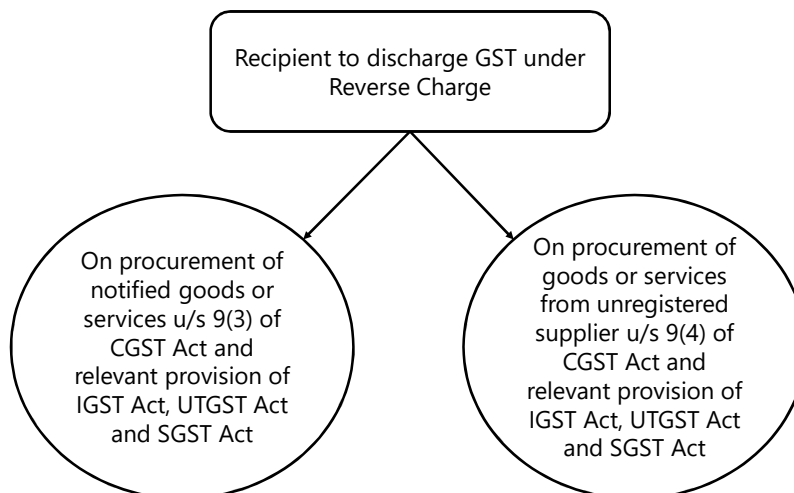 Recipient to discharge GST under
Reverse Charge
On procurement of
notified goods or
services u/s 9(3) of
CGST Act and
relevant provision of
IGST Act, UTGST Act
and SGST Act
On procurement of
goods or services
from unregistered
supplier u/s 9(4) of
CGST Act and
relevant provision of
IGST Act, UTGST Act
and SGST Act